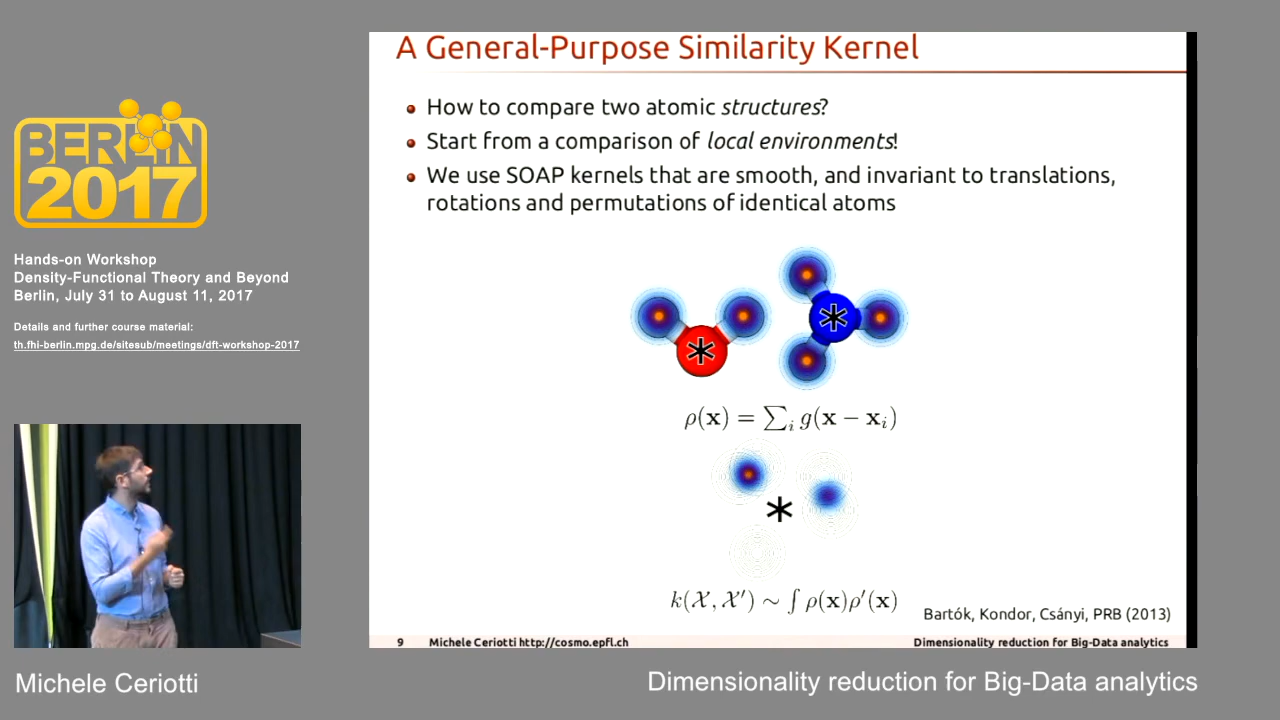 A General-Purpose Similarity Kernel
How to compare two atomic structures?
Start from a comparison of local environments!
We use SOAP kernels that are smooth, and invariant to translations,
rotations and permutations of identical atoms
*
*
ρ(x) = ∑ᵢ g(x − xᵢ)
*
k(𝒳, 𝒳′) ∼ ∫ ρ(x)ρ′(x)
Bartók, Kondor, Csányi, PRB (2013)
9 Michele Ceriotti http://cosmo.epfl.ch Dimensionality reduction for Big-Data analytics
BERLIN
2017
Hands-on Workshop
Density-Functional Theory and Beyond
Berlin, July 31 to August 11, 2017
Details and further course material:
th.fhi-berlin.mpg.de/sitesub/meetings/dft-workshop-2017
Michele Ceriotti
Dimensionality reduction for Big-Data analytics